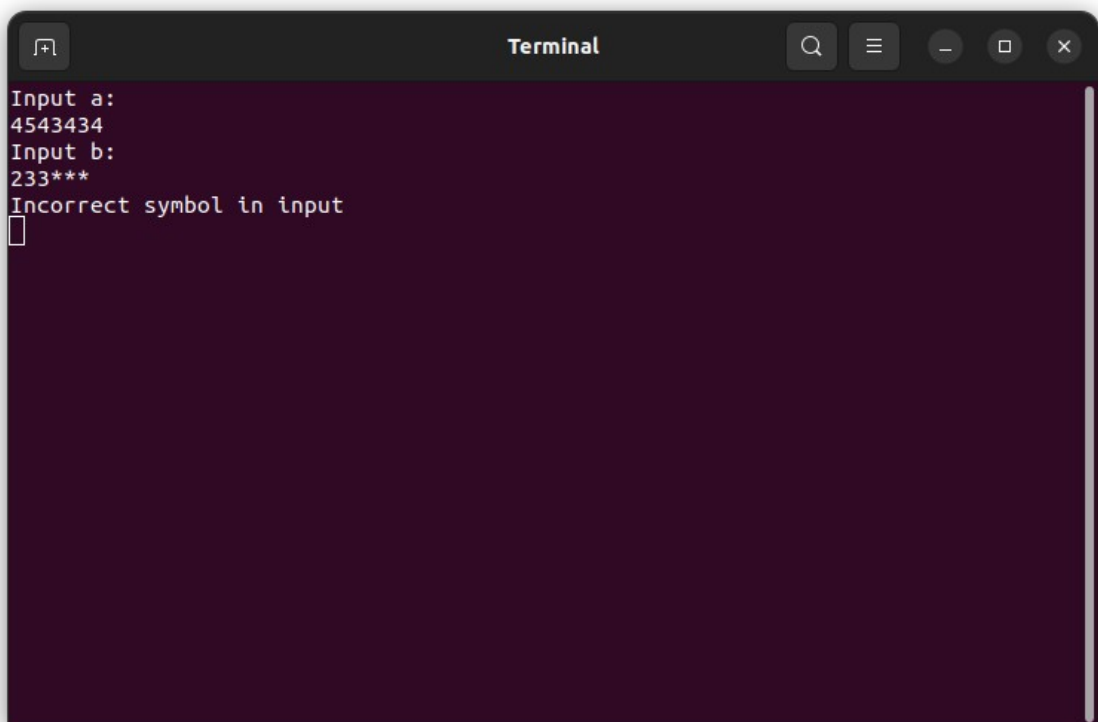 Terminal
Input a:
4543434
Input b:
233***
Incorrect symbol in input